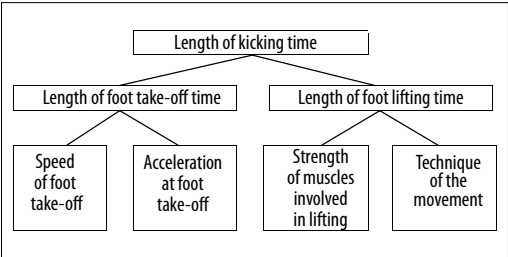 Length of kicking time
Length of foot take-off time
Length of foot lifting time
Speed
of foot
take-off
Acceleration
at foot
take-off
Strength
of muscles
involved
in lifting
Technique
of the
movement